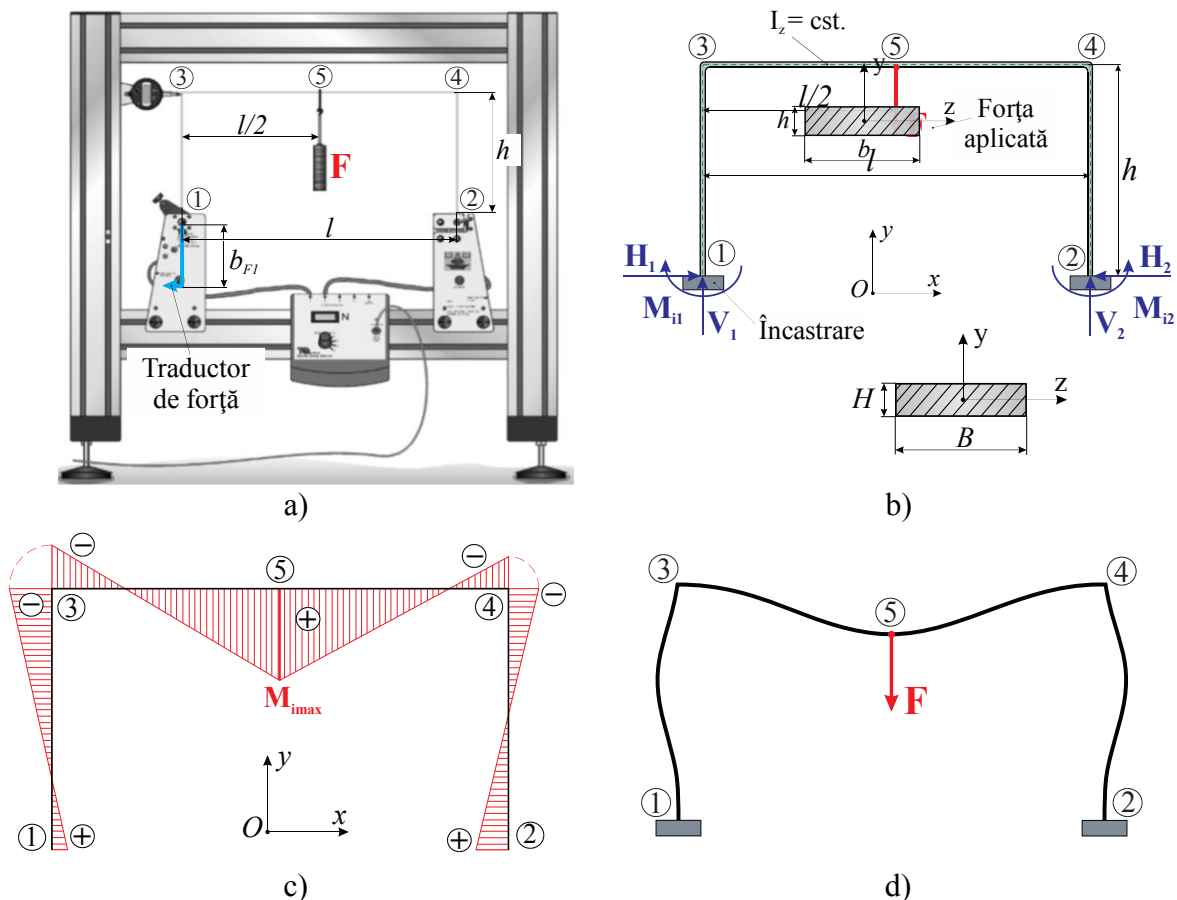 ③ ⑤ ④
l/2
F
h
① ②
l
b_F1
N
Traductor
de forţă
a)
I_z= cst.
③ ⑤ ④
y
l/2
h
z
Forţa
aplicată
b
l
h
① ②
H_1
H_2
y
O x
M_i1
V_1
Încastrare
V_2
M_i2
y
H
z
B
b)
− −
③ ⑤ ④
− + −
M_imax
y
O x
① + + ②
c)
③ ④
⑤
F
① ②
d)